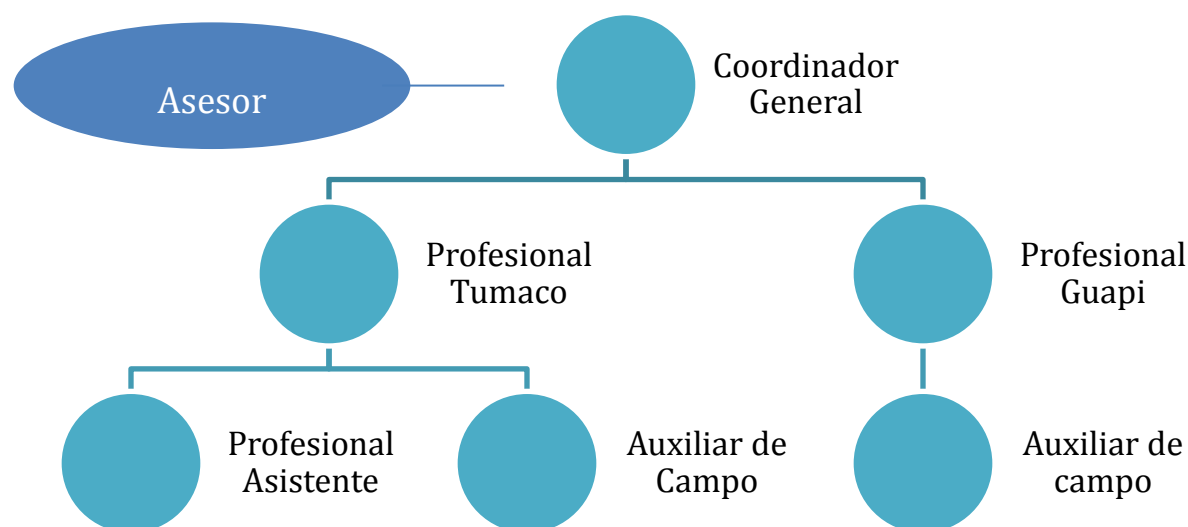 Asesor
Coordinador
General
Profesional
Tumaco
Profesional
Guapi
Profesional
Asistente
Auxiliar de
Campo
Auxiliar de
campo